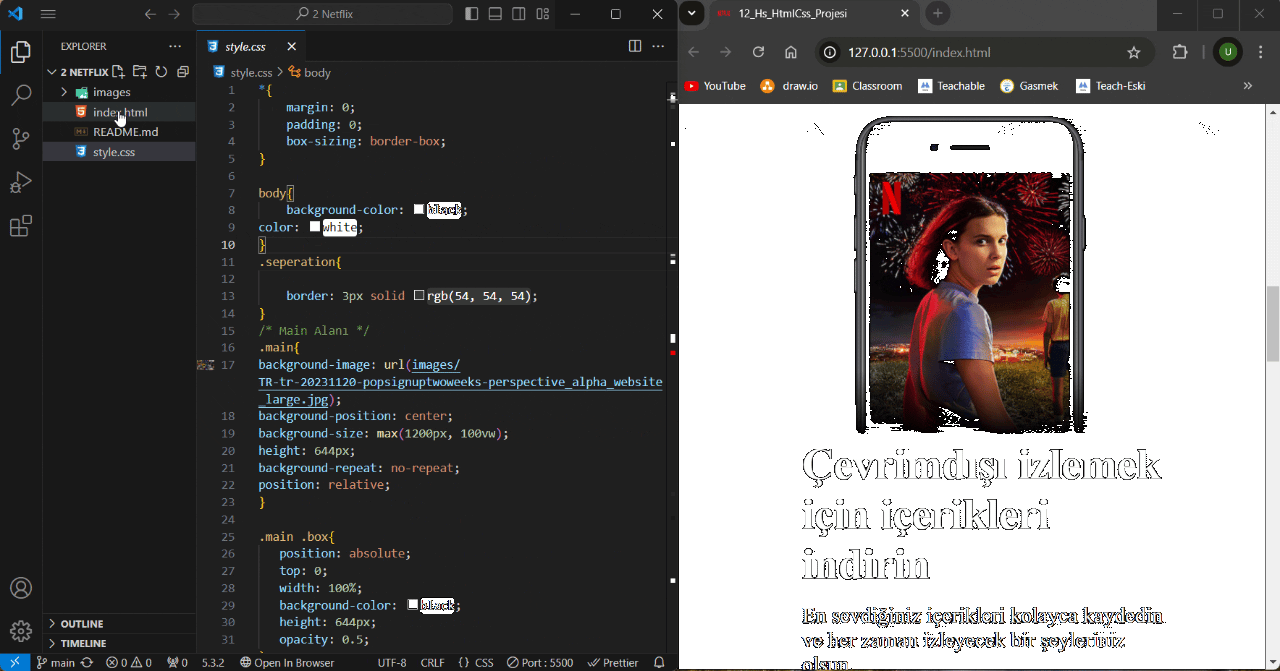 2 Netflix
EXPLORER
2 NETFLIX
images
index.html
README.md
style.css
OUTLINE
TIMELINE
style.css
style.css > body
1 *{
2 margin: 0;
3 padding: 0;
4 box-sizing: border-box;
5 }
6
7 body{
8 background-color: black;
9 color: white;
10 }
11 .seperation{
12
13 border: 3px solid rgb(54, 54, 54);
14 }
15 /* Main Alanı */
16 .main{
17 background-image: url(images/
TR-tr-20231120-popsignuptwoweeks-perspective_alpha_website
_large.jpg);
18 background-position: center;
19 background-size: max(1200px, 100vw);
20 height: 644px;
21 background-repeat: no-repeat;
22 position: relative;
23 }
24
25 .main .box{
26 position: absolute;
27 top: 0;
28 width: 100%;
29 background-color: black;
30 height: 644px;
31 opacity: 0.5;
main 0 0 0 5.3.2 Open In Browser UTF-8 CRLF {} CSS Port : 5500 Prettier
12_Hs_HtmlCss_Projesi
127.0.0.1:5500/index.html
U
YouTube draw.io Classroom Teachable Gasmek Teach-Eski
N
Çevrimdışı izlemek
için içerikleri
indirin
En sevdiğiniz içerikleri kolayca kaydedin
ve her zaman izleyecek bir şeyleriniz
olsun.